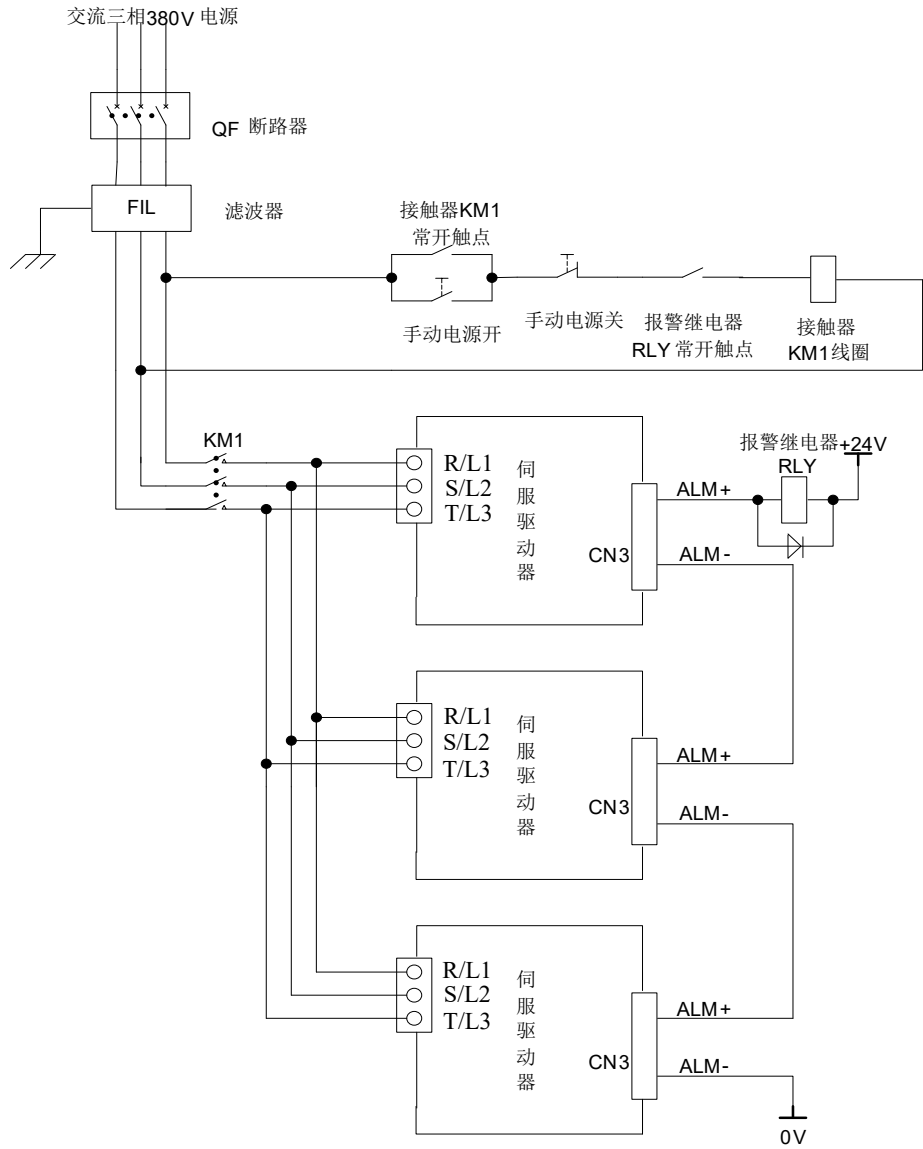 交流三相380V 电源
QF 断路器
FIL
滤波器
接触器KM1
常开触点
手动电源开
手动电源关
报警继电器
RLY 常开触点
接触器
KM1线圈
KM1
R/L1
S/L2
T/L3
伺服驱动器
CN3
ALM+
ALM-
报警继电器+24V
RLY
R/L1
S/L2
T/L3
伺服驱动器
CN3
ALM+
ALM-
R/L1
S/L2
T/L3
伺服驱动器
CN3
ALM+
ALM-
0V